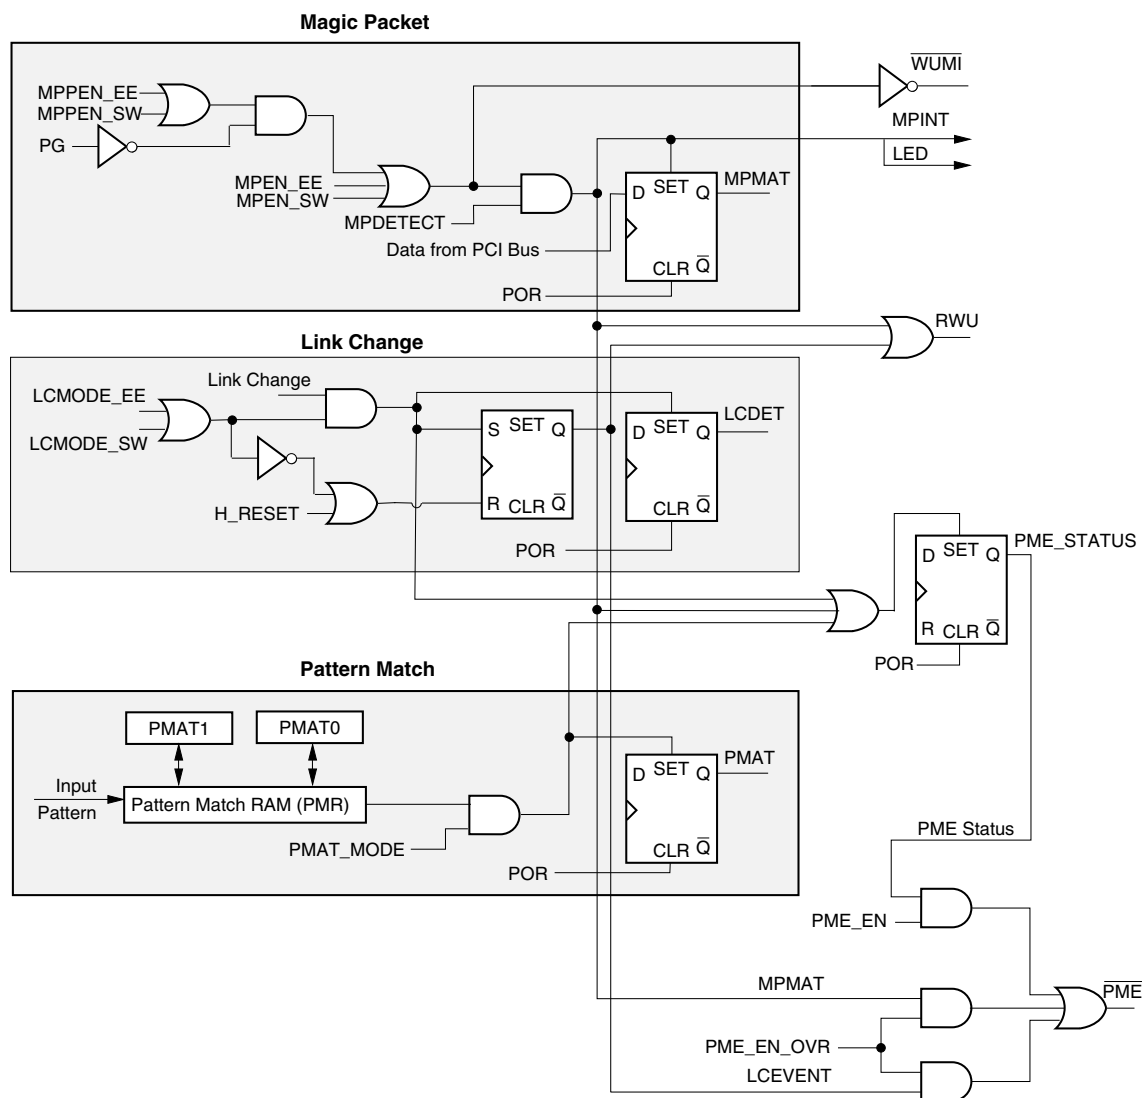 Magic Packet
MPPEN_EE
MPPEN_SW
PG
MPEN_EE
MPEN_SW
MPDETECT
Data from PCI Bus
POR
D SET Q
CLR Q
MPMAT
WUMI
MPINT
LED
RWU
Link Change
LCMODE_EE
LCMODE_SW
Link Change
H_RESET
S SET Q
R CLR Q
D SET Q
CLR Q
LCDET
POR
D SET Q
R CLR Q
PME_STATUS
POR
Pattern Match
PMAT1
PMAT0
Input
Pattern
Pattern Match RAM (PMR)
PMAT_MODE
POR
D SET Q
CLR Q
PMAT
PME Status
PME_EN
MPMAT
PME_EN_OVR
LCEVENT
PME